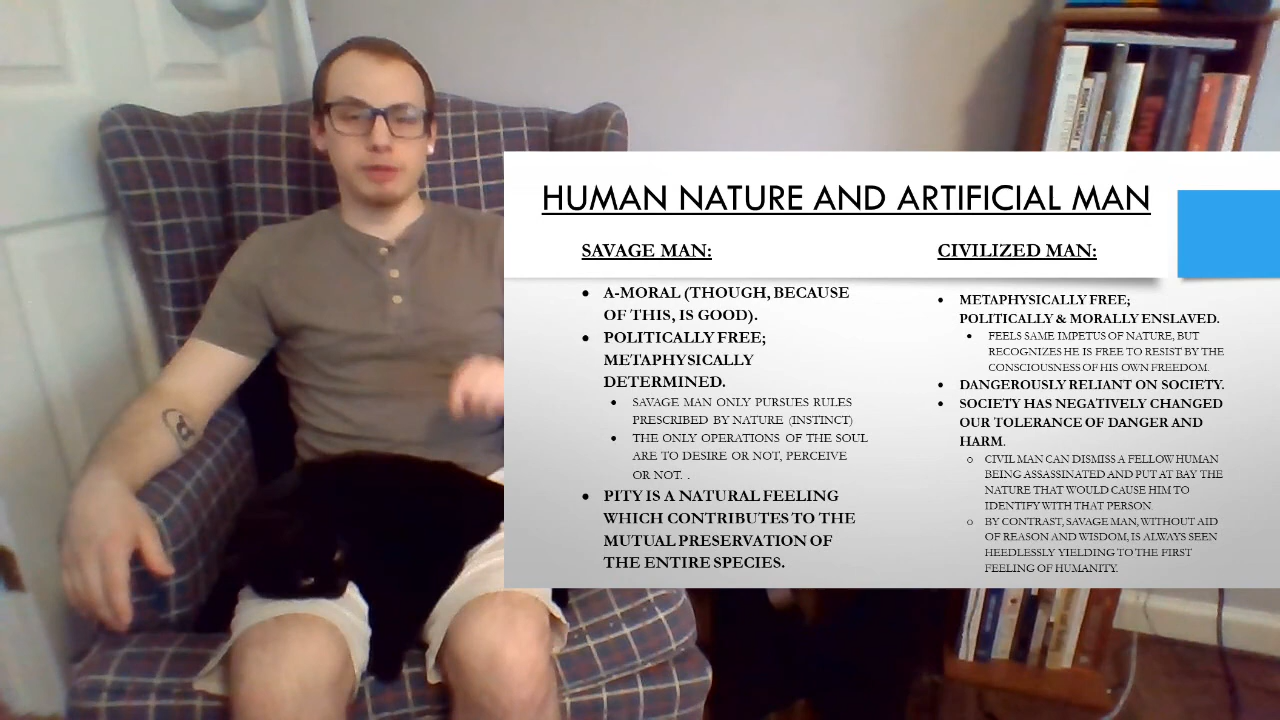 HUMAN NATURE AND ARTIFICIAL MAN
SAVAGE MAN:
• A-MORAL (THOUGH, BECAUSE
OF THIS, IS GOOD).
• POLITICALLY FREE;
METAPHYSICALLY
DETERMINED.
• SAVAGE MAN ONLY PURSUES RULES
PRESCRIBED BY NATURE (INSTINCT)
• THE ONLY OPERATIONS OF THE SOUL
ARE TO DESIRE OR NOT, PERCEIVE
OR NOT. .
• PITY IS A NATURAL FEELING
WHICH CONTRIBUTES TO THE
MUTUAL PRESERVATION OF
THE ENTIRE SPECIES.
CIVILIZED MAN:
• METAPHYSICALLY FREE;
POLITICALLY & MORALLY ENSLAVED.
• FEELS SAME IMPETUS OF NATURE, BUT
RECOGNIZES HE IS FREE TO RESIST BY THE
CONSCIOUSNESS OF HIS OWN FREEDOM.
• DANGEROUSLY RELIANT ON SOCIETY.
• SOCIETY HAS NEGATIVELY CHANGED
OUR TOLERANCE OF DANGER AND
HARM.
○ CIVIL MAN CAN DISMISS A FELLOW HUMAN
BEING ASSASSINATED AND PUT AT BAY THE
NATURE THAT WOULD CAUSE HIM TO
IDENTIFY WITH THAT PERSON.
○ BY CONTRAST, SAVAGE MAN, WITHOUT AID
OF REASON AND WISDOM, IS ALWAYS SEEN
HEEDLESSLY YIELDING TO THE FIRST
FEELING OF HUMANITY.